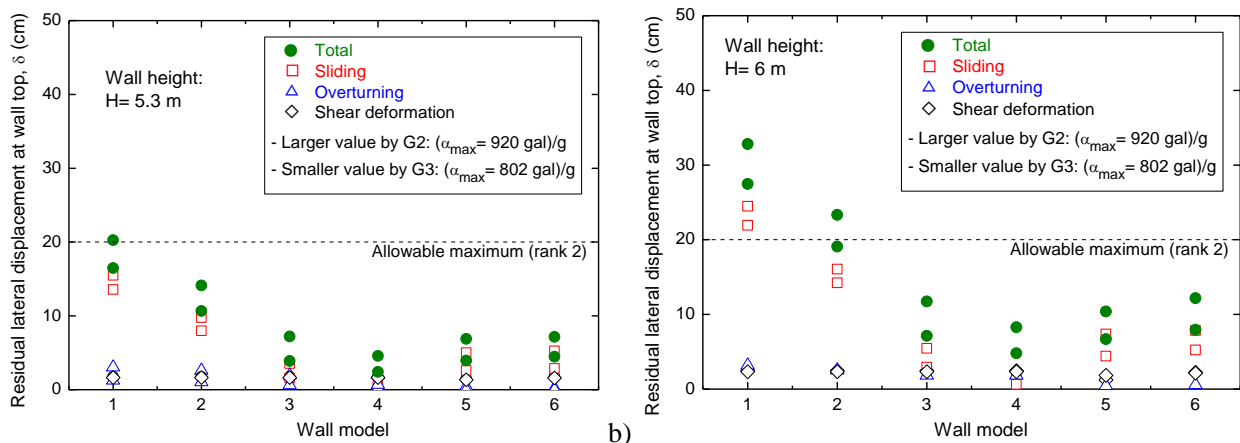 Residual lateral displacement at wall top, δ (cm)
50
40
30
20
10
0
Wall height:
H= 5.3 m
Total
Sliding
Overturning
Shear deformation
- Larger value by G2: (αmax= 920 gal)/g
- Smaller value by G3: (αmax= 802 gal)/g
Allowable maximum (rank 2)
1 2 3 4 5 6
Wall model
b)
Residual lateral displacement at wall top, δ (cm)
50
40
30
20
10
0
Wall height:
H= 6 m
Total
Sliding
Overturning
Shear deformation
- Larger value by G2: (αmax= 920 gal)/g
- Smaller value by G3: (αmax= 802 gal)/g
Allowable maximum (rank 2)
1 2 3 4 5 6
Wall model